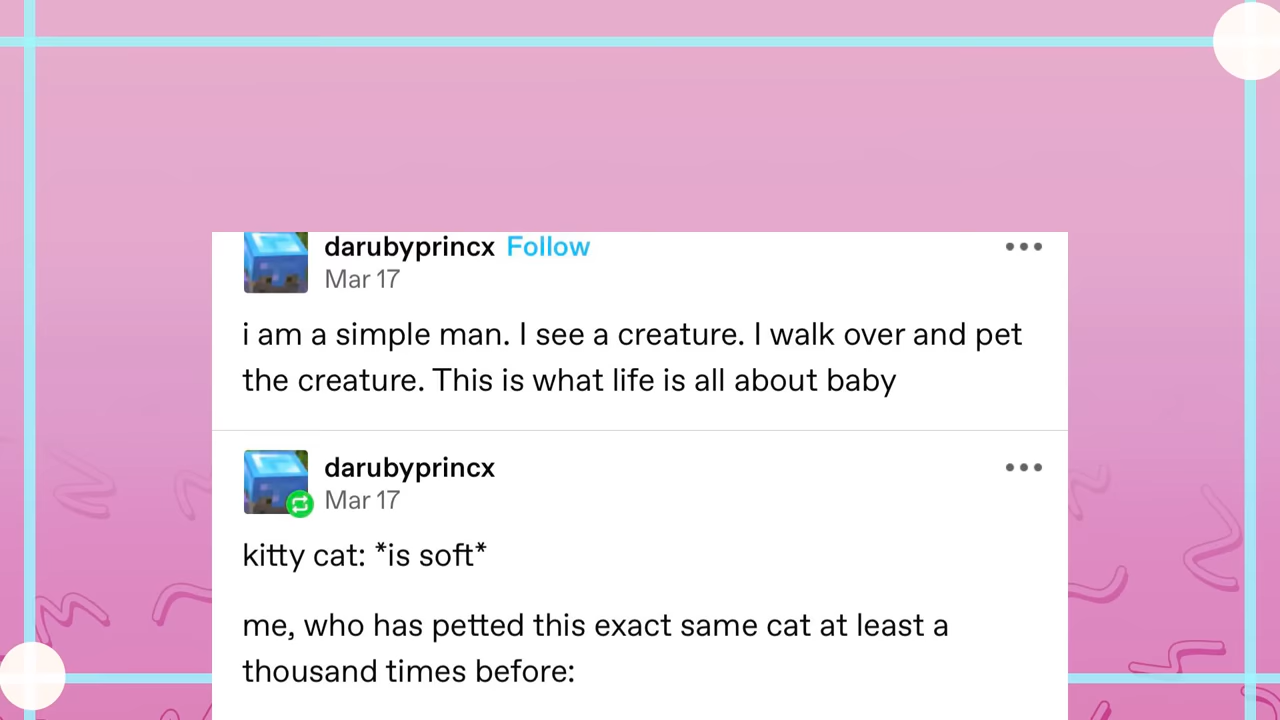 darubyprincx Follow
Mar 17
i am a simple man. I see a creature. I walk over and pet
the creature. This is what life is all about baby
darubyprincx
Mar 17
kitty cat: *is soft*
me, who has petted this exact same cat at least a
thousand times before: